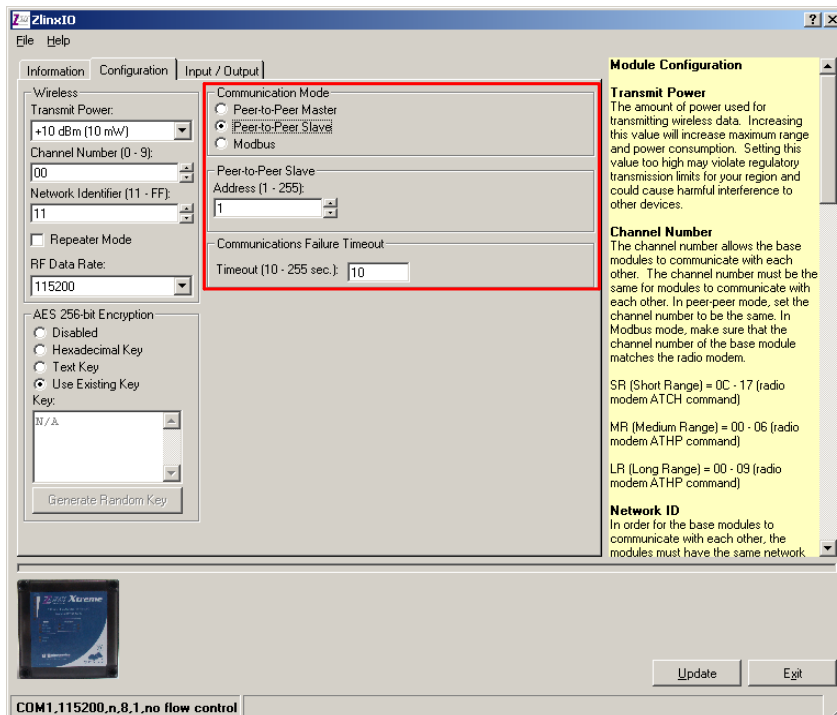 ZlinxIO
File Help
Information Configuration Input / Output
Wireless
Transmit Power:
+10 dBm (10 mW)
Channel Number (0 - 9):
00
Network Identifier (11 - FF):
11
Repeater Mode
RF Data Rate:
115200
AES 256-bit Encryption
Disabled
Hexadecimal Key
Text Key
Use Existing Key
Key:
N/A
Generate Random Key
Communication Mode
Peer-to-Peer Master
Peer-to-Peer Slave
Modbus
Peer-to-Peer Slave
Address (1 - 255):
1
Communications Failure Timeout
Timeout (10 - 255 sec.): 10
Module Configuration
Transmit Power
The amount of power used for
transmitting wireless data. Increasing
this value will increase maximum range
and power consumption. Setting this
value too high may violate regulatory
transmission limits for your region and
could cause harmful interference to
other devices.
Channel Number
The channel number allows the base
modules to communicate with each
other. The channel number must be the
same for modules to communicate with
each other. In peer-peer mode, set the
channel number to be the same. In
Modbus mode, make sure that the
channel number of the base module
matches the radio modem.
SR (Short Range) = 0C - 17 (radio
modem ATCH command)
MR (Medium Range) = 00 - 06 (radio
modem ATHP command)
LR (Long Range) = 00 - 09 (radio
modem ATHP command)
Network ID
In order for the base modules to
communicate with each other, the
modules must have the same network
Xtreme
Update Exit
COM1,115200,n,8,1,no flow control